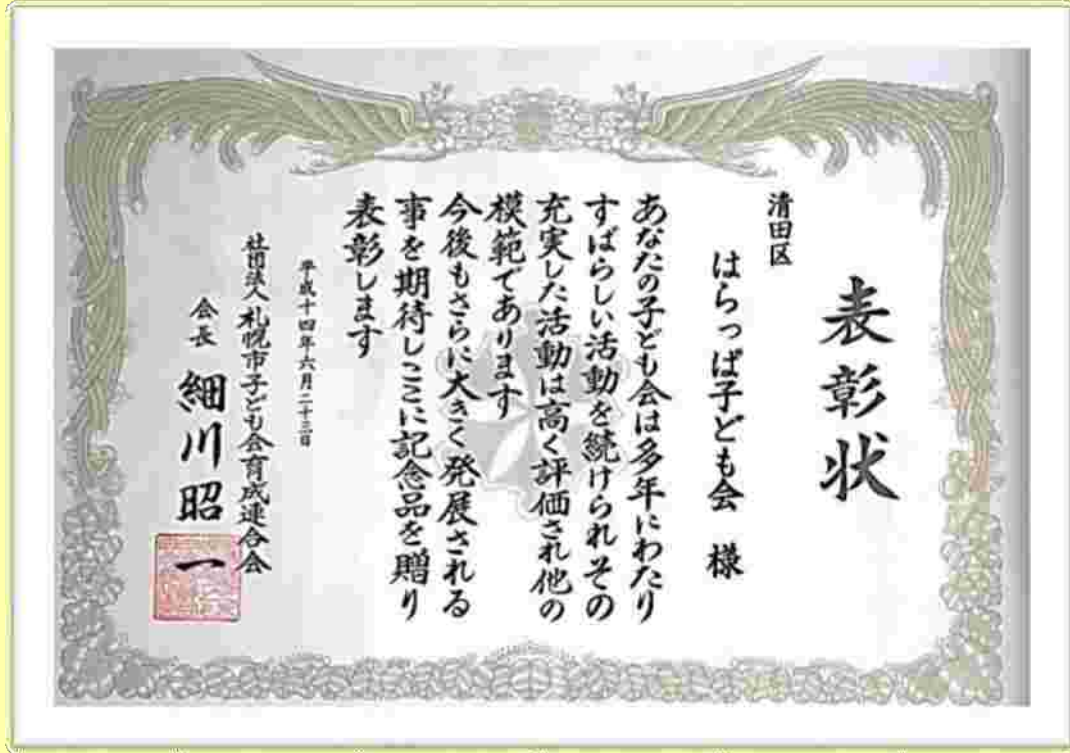 表彰状
清田区
はらっぱ子ども会 様
あなたの子ども会は多年にわたり
すばらしい活動を続けられその
充実した活動は高く評価され他の
模範であります
今後もさらに大きく発展される
事を期待しここに記念品を贈り
表彰します
平成十四年六月二十三日
社団法人 札幌市子ども会育成連合会
会長 細川昭一